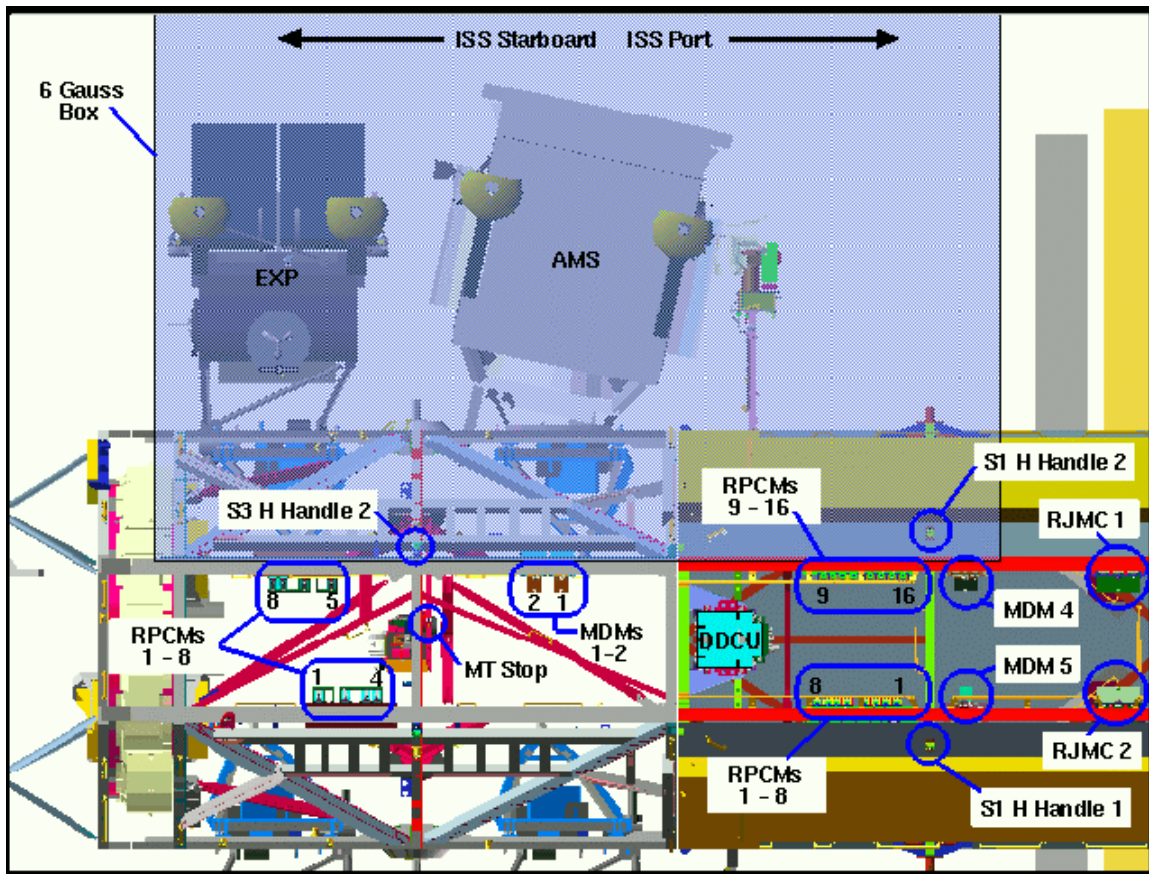 ISS Starboard ISS Port
6 Gauss
Box
EXP
AMS
S1 H Handle 2
RPCMs
9 - 16
S3 H Handle 2
RJMC 1
8 5
2 1
9 16
RPCMs
1 - 8
MDMs
1-2
MDM 4
DDCU
MT Stop
MDM 5
1 4
8 1
RJMC 2
RPCMs
1 - 8
S1 H Handle 1